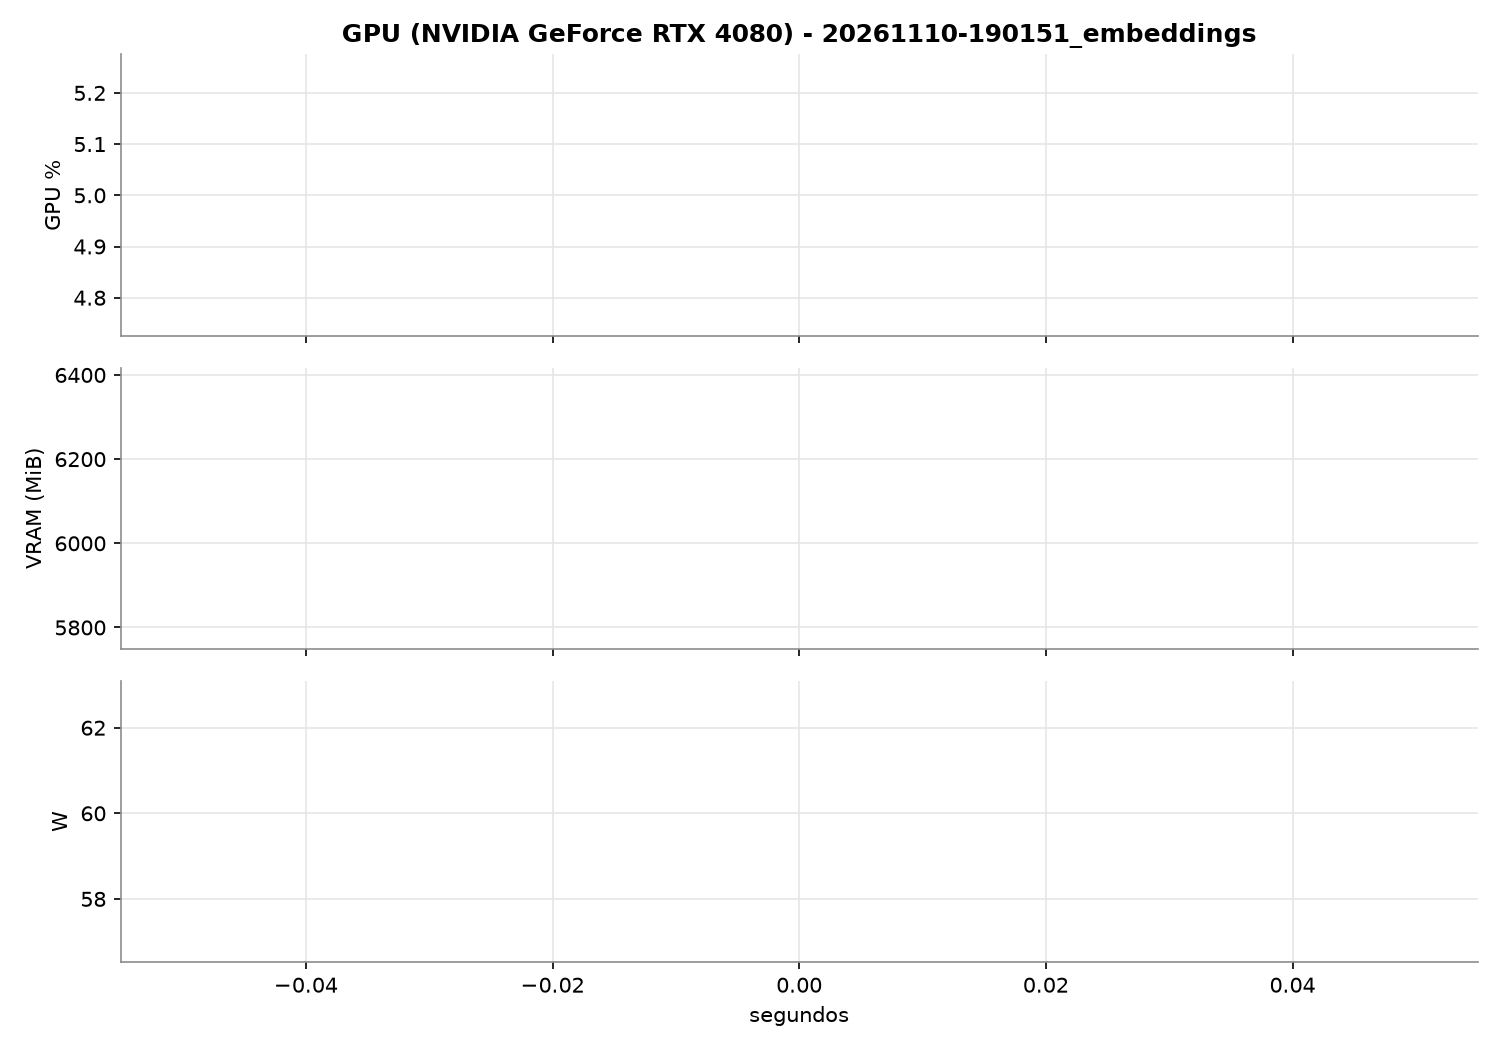 GPU (NVIDIA GeForce RTX 4080) - 20261110-190151_embeddings
5.2
5.1
5.0
4.9
4.8
GPU %
6400
6200
6000
5800
VRAM (MiB)
62
60
58
W
−0.04 −0.02 0.00 0.02 0.04
segundos